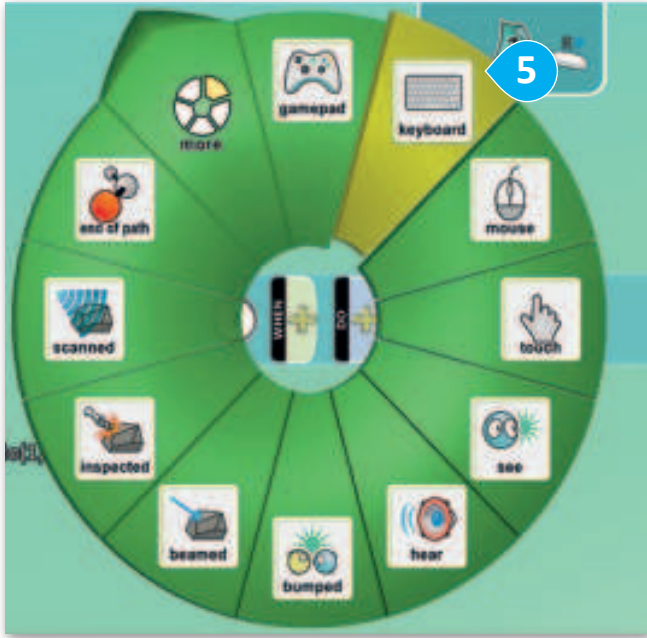 5
gamepad
keyboard
more
mouse
end of path
touch
scanned
WHEN
DO
see
inspected
hear
beamed
bumped